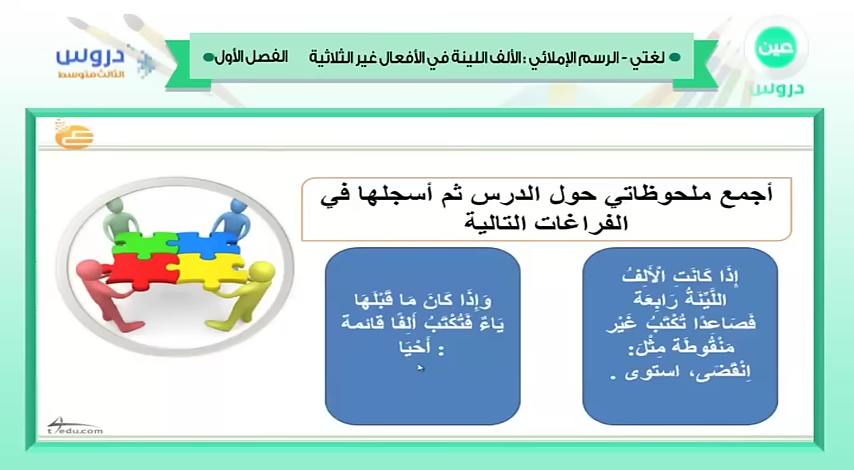 عين
دروس
لغتي - الرسم الإملائي : الألف اللينة في الأفعال غير الثلاثية الفصل الأول
دروس
الثالث متوسط
أجمع ملحوظاتي حول الدرس ثم أسجلها في
الفراغات التالية
إِذَا كَانَت الْأَلِفُ
اللَّيِّنَةُ رَابِعَة
فَصَاعدًا تُكْتَبُ غَيْر
مَنْقُوطَة مِثْلَ:
اِنْقَضَى، استوى .
وَإِذَا كَانَ مَا قَبْلَهَا
يَاءً فَتُكْتَبُ أَلِفًا قائمة
: أَحْيَا
t4edu.com